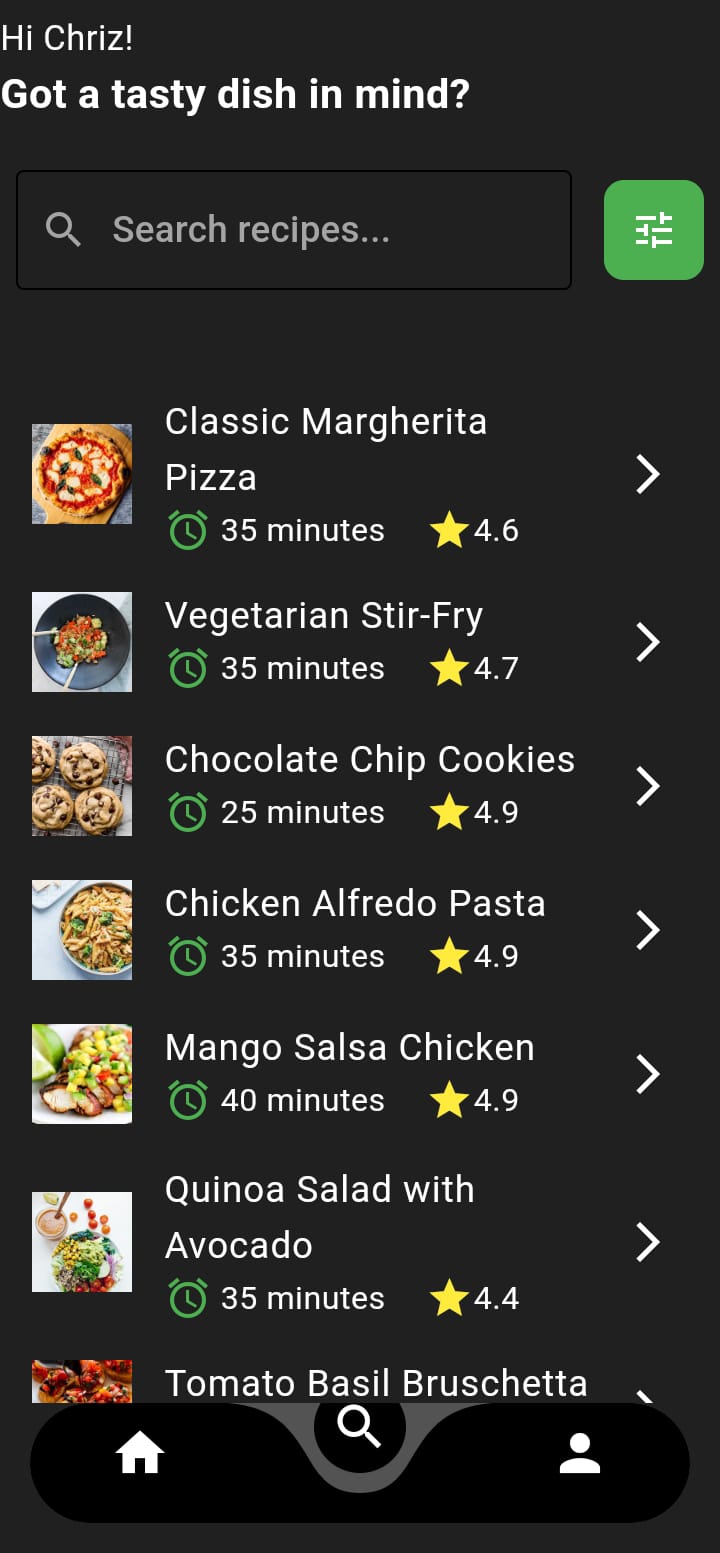 Hi Chriz!
Got a tasty dish in mind?
Search recipes...
Classic Margherita
Pizza
35 minutes 4.6
Vegetarian Stir-Fry
35 minutes 4.7
Chocolate Chip Cookies
25 minutes 4.9
Chicken Alfredo Pasta
35 minutes 4.9
Mango Salsa Chicken
40 minutes 4.9
Quinoa Salad with
Avocado
35 minutes 4.4
Tomato Basil Bruschetta